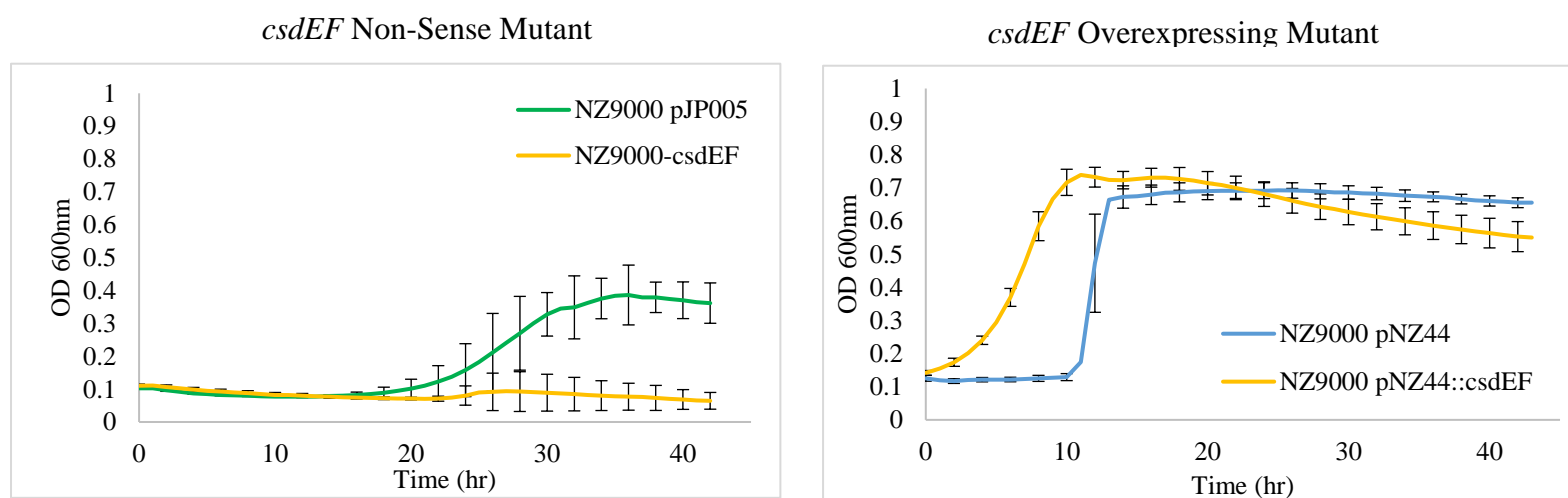 csdEF Non-Sense Mutant
1
0.9
0.8
0.7
0.6
0.5
0.4
0.3
0.2
0.1
0
OD 600nm
NZ9000 pJP005
NZ9000-csdEF
0 10 20 30 40
Time (hr)
csdEF Overexpressing Mutant
1
0.9
0.8
0.7
0.6
0.5
0.4
0.3
0.2
0.1
0
OD 600nm
NZ9000 pNZ44
NZ9000 pNZ44::csdEF
0 10 20 30 40
Time (hr)